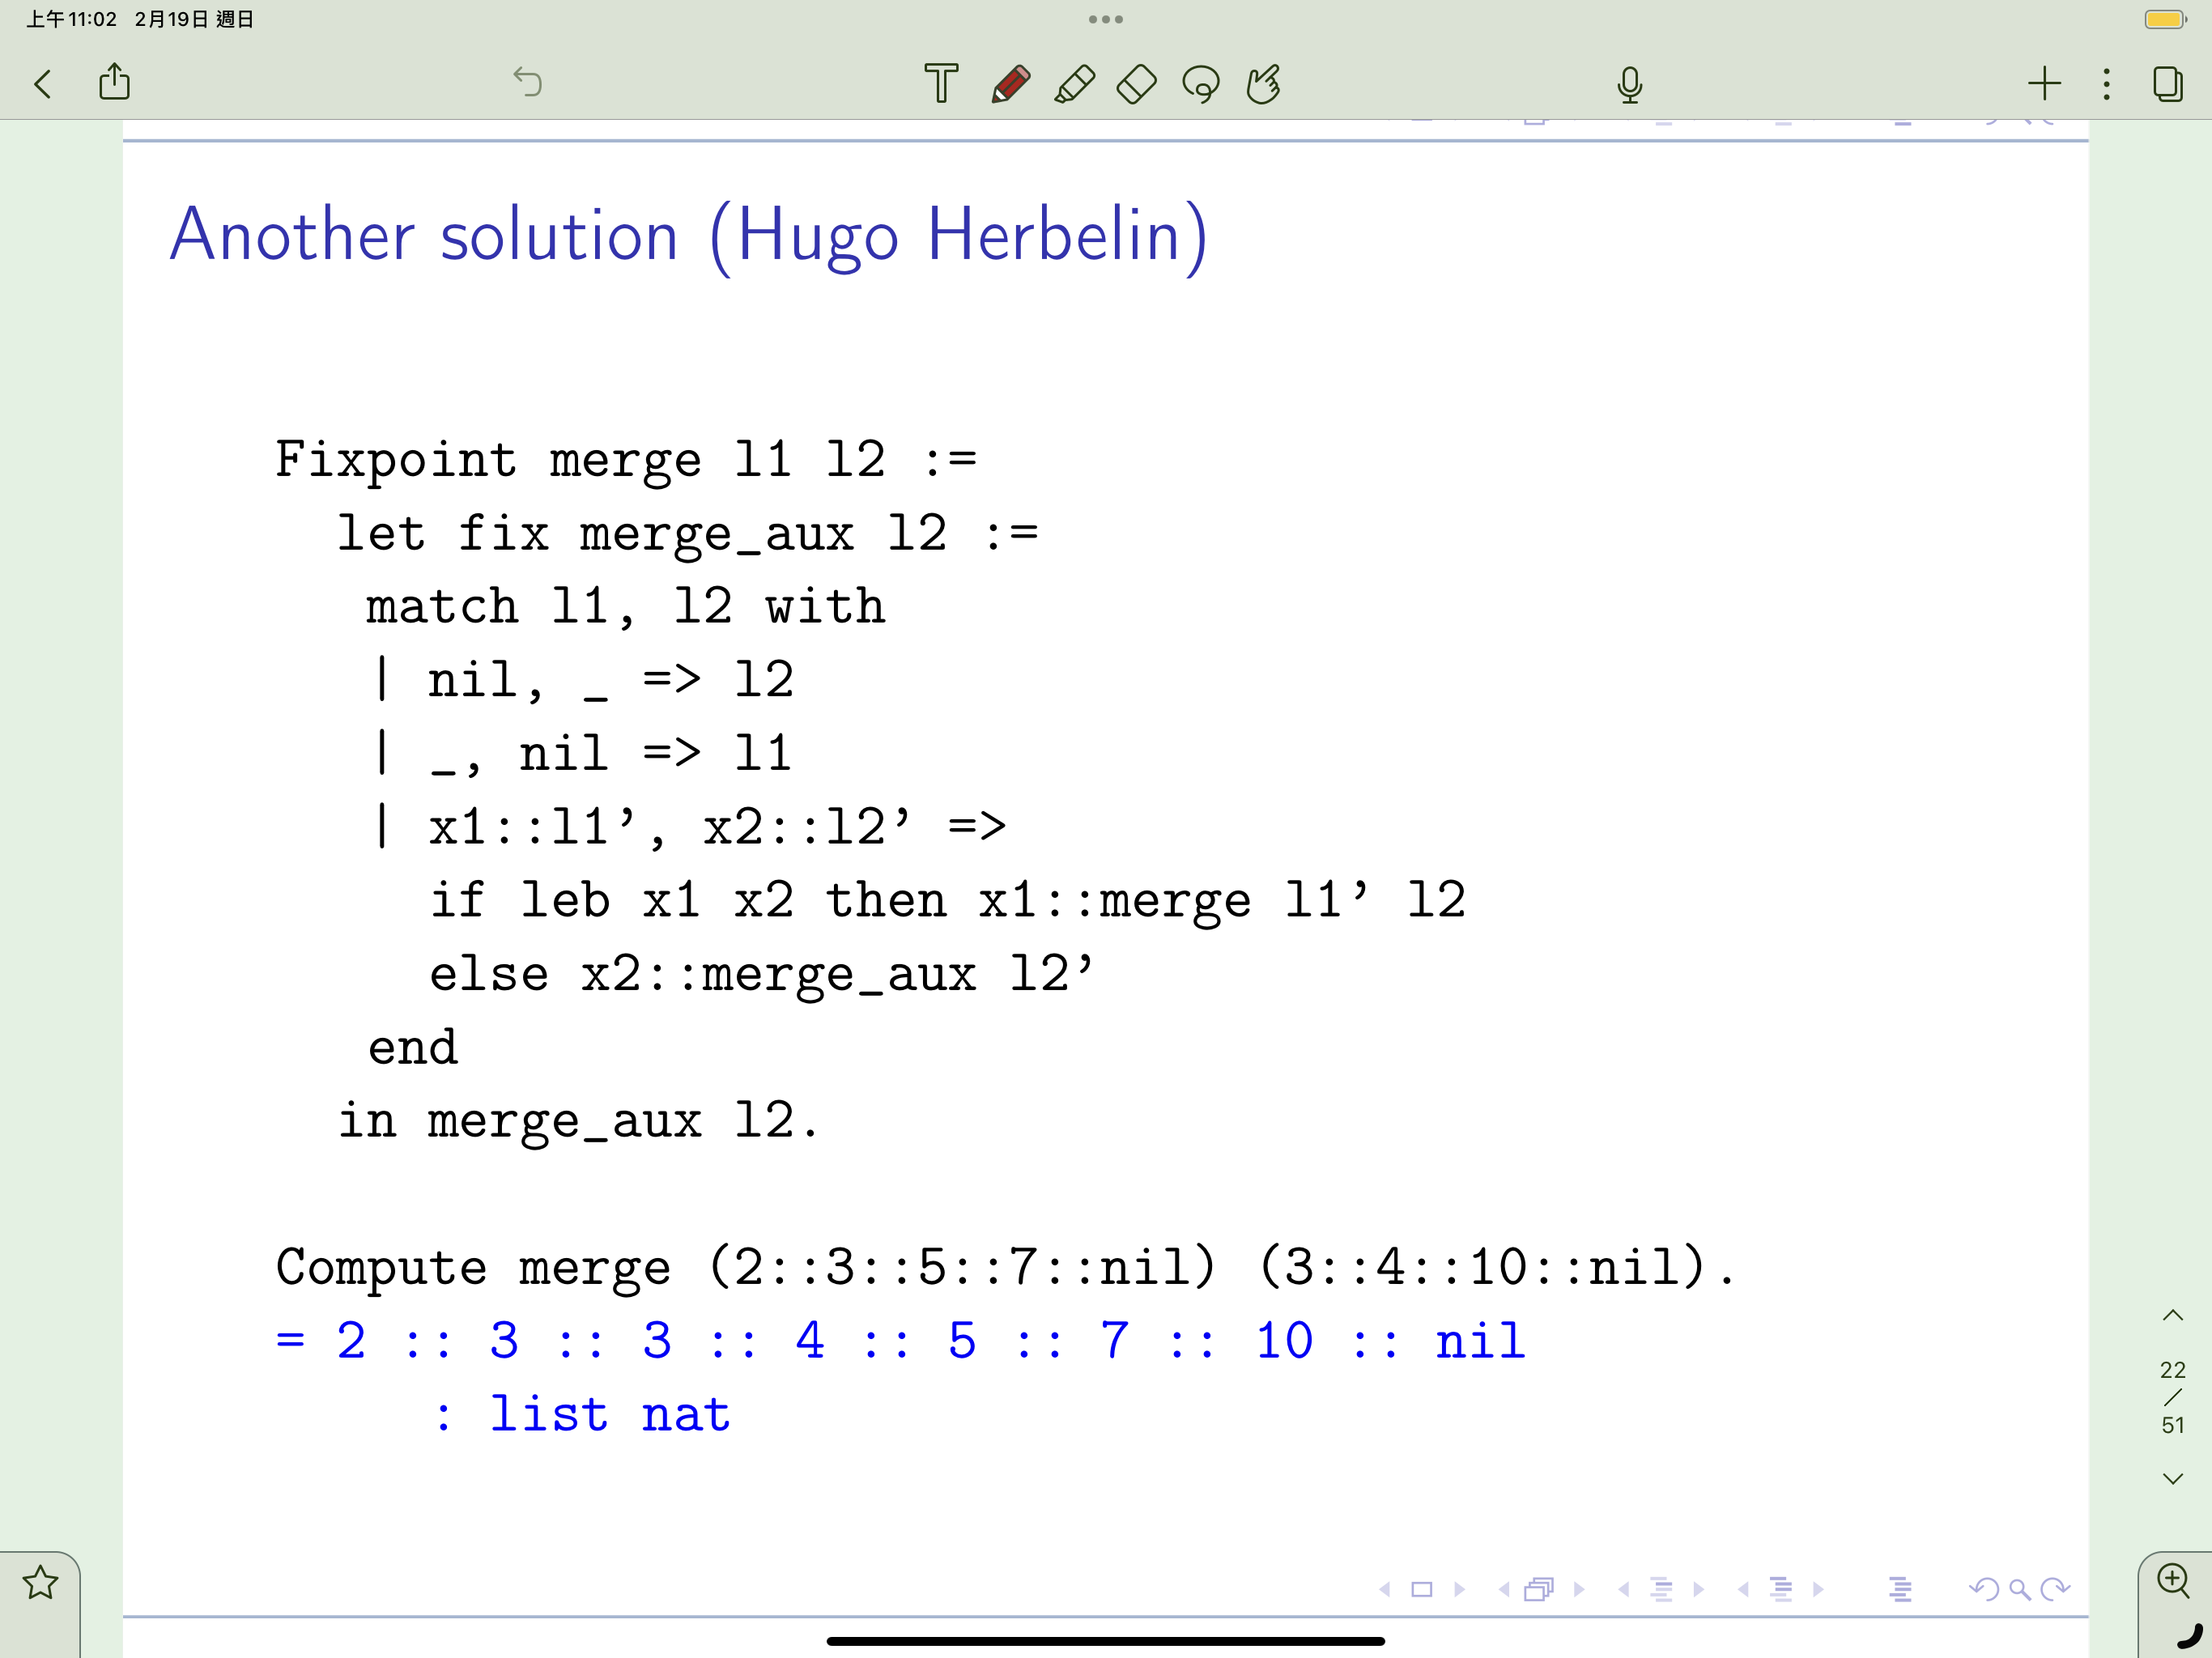 上午11:02 2月19日 週日
Another solution (Hugo Herbelin)
Fixpoint merge l1 l2 :=
let fix merge_aux l2 :=
match l1, l2 with
| nil, _ => l2
| _, nil => l1
| x1::l1’, x2::l2’ =>
if leb x1 x2 then x1::merge l1’ l2
else x2::merge_aux l2’
end
in merge_aux l2.
Compute merge (2::3::5::7::nil) (3::4::10::nil).
= 2 :: 3 :: 3 :: 4 :: 5 :: 7 :: 10 :: nil
: list nat
22
/
51